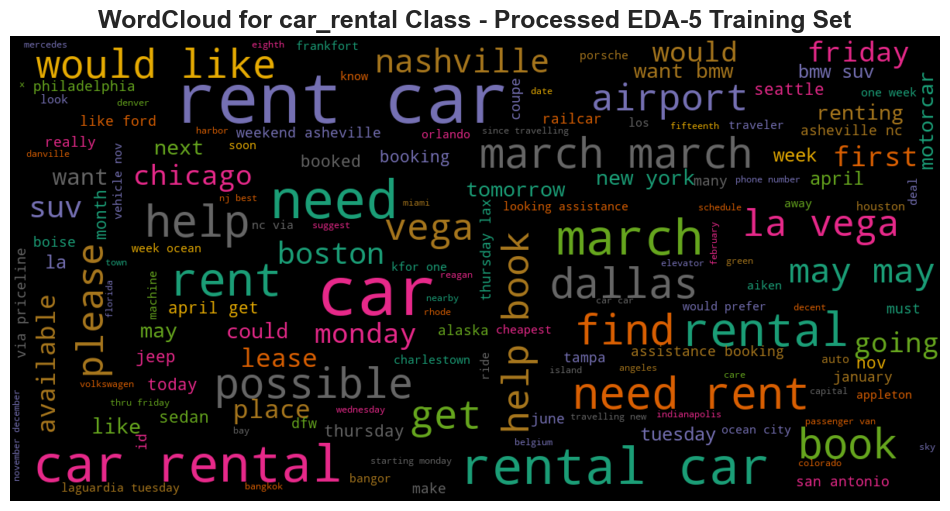 WordCloud for car_rental Class - Processed EDA-5 Training Set
mercedes
eighth
frankfort
would like
nashville
porsche
would
friday
know
want bmw
bmw suv
x philadelphia
rent car
coupe
date
airport
seattle
one week
motorcar
look
denver
like ford
harbor
weekend asheville
orlando
since travelling
railcar
los
fifteenth
traveler
renting
asheville nc
really
soon
danville
vehicle nov
next
booked
booking
march march
week
first
want
chicago
need
tomorrow
new york
many
phone number
april
deal
month
nj best
miami
looking assistance
schedule
away
houston
suv
help
nc via
suggest
vega
thursday lax
march
february
la vega
boise
week ocean
boston
elevator
green
la
town
please
rent
kfor one
reagan
dallas
aiken
may may
via priceline
florida
machine
april get
car
nearby
rhode
car car
would prefer
decent
must
available
may
could
monday
alaska
cheapest
find
rental
going
jeep
lease
charlestown
ride
help book
tampa
assistance booking
auto
nov
volkswagen
today
possible
island
angeles
care
january
thru friday
place
wednesday
get
need rent
capital
appleton
november december
like
sedan
dfw
thursday
june
travelling new
indianapolis
passenger van
id
bay
belgium
tuesday
ocean city
book
sky
car rental
starting monday
rental car
colorado
laguardia tuesday
bangkok
bangor
make
san antonio